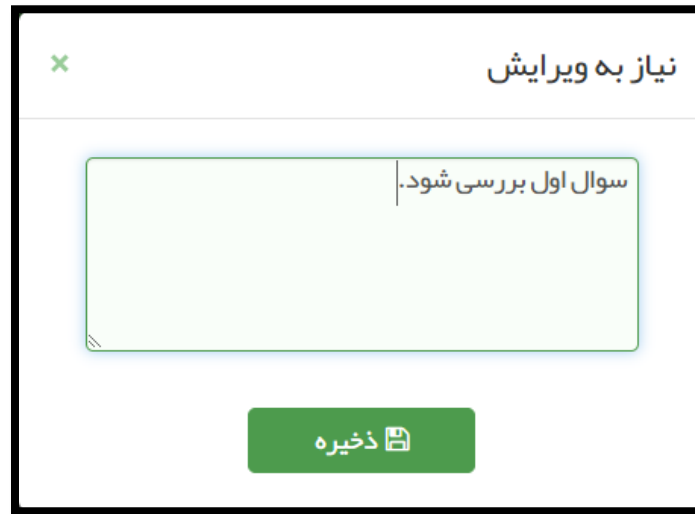 نیاز به ویرایش
سوال اول بررسی شود.
ذخیره